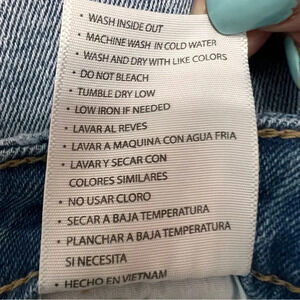 • WASH INSIDE OUT
• MACHINE WASH IN COLD WATER
• WASH AND DRY WITH LIKE COLORS
• DO NOT BLEACH
• TUMBLE DRY LOW
• LOW IRON IF NEEDED
• LAVAR AL REVES
• LAVAR A MAQUINA CON AGUA FRIA
• LAVAR Y SECAR CON
COLORES SIMILARES
• NO USAR CLORO
• SECAR A BAJA TEMPERATURA
• PLANCHAR A BAJA TEMPERATURA
SI NECESITA
• HECHO EN VIETNAM